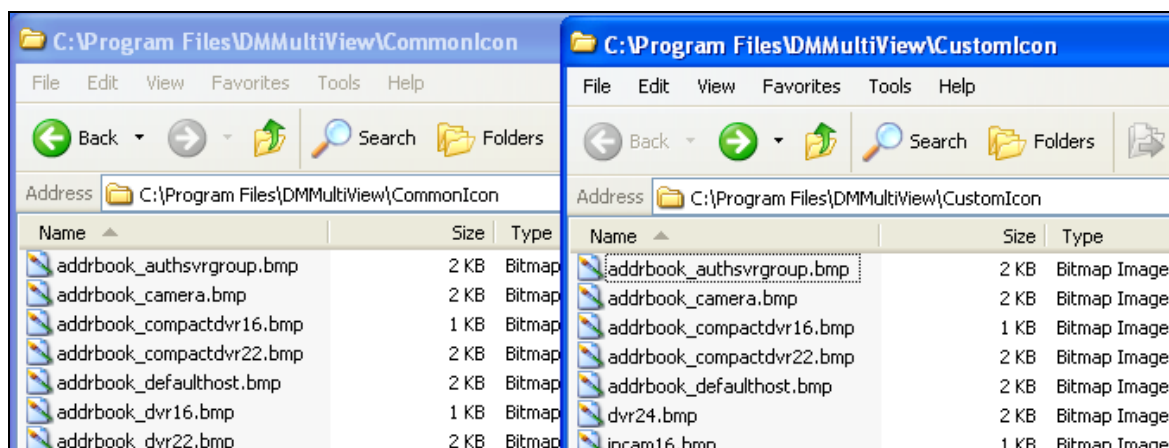 C:\Program Files\DMMultiView\CommonIcon
File Edit View Favorites Tools Help
Back Search Folders
Address C:\Program Files\DMMultiView\CommonIcon
Name Size Type
addrbook_authsvrgroup.bmp 2 KB Bitmap
addrbook_camera.bmp 2 KB Bitmap
addrbook_compactdvr16.bmp 1 KB Bitmap
addrbook_compactdvr22.bmp 2 KB Bitmap
addrbook_defaulthost.bmp 2 KB Bitmap
addrbook_dvr16.bmp 1 KB Bitmap
addrbook_dvr22.bmp 2 KB Bitmap
C:\Program Files\DMMultiView\CustomIcon
File Edit View Favorites Tools Help
Back Search Folders
Address C:\Program Files\DMMultiView\CustomIcon
Name Size Type
addrbook_authsvrgroup.bmp 2 KB Bitmap Image
addrbook_camera.bmp 2 KB Bitmap Image
addrbook_compactdvr16.bmp 1 KB Bitmap Image
addrbook_compactdvr22.bmp 2 KB Bitmap Image
addrbook_defaulthost.bmp 2 KB Bitmap Image
dvr24.bmp 2 KB Bitmap Image
ipcam16.bmp 1 KB Bitmap Image